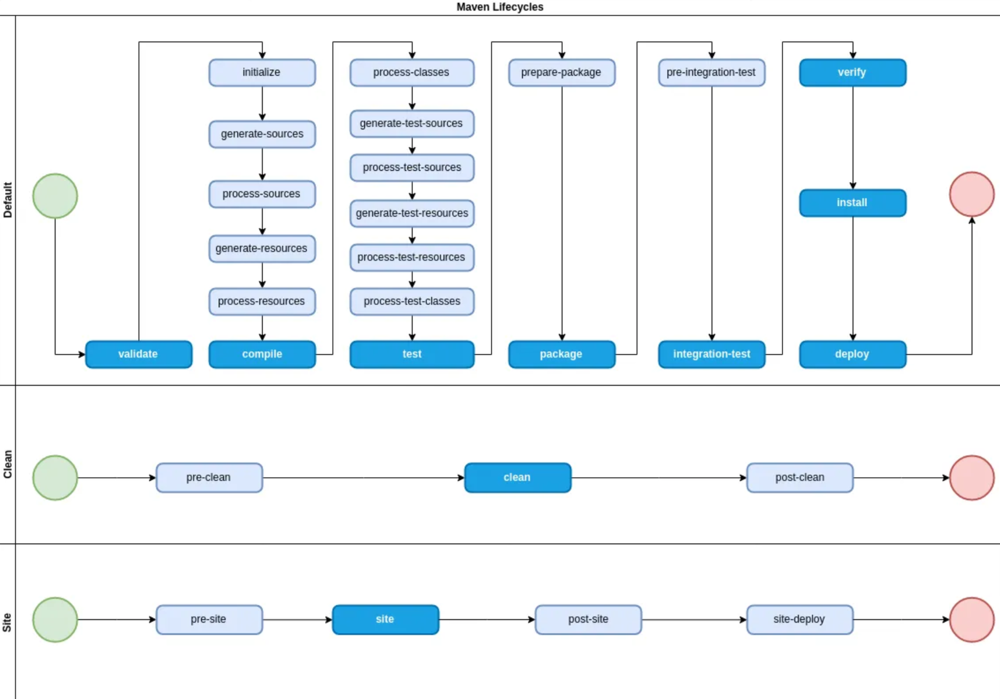 Maven Lifecycles
Default
validate
initialize
generate-sources
process-sources
generate-resources
process-resources
compile
process-classes
generate-test-sources
process-test-sources
generate-test-resources
process-test-resources
process-test-classes
test
prepare-package
package
pre-integration-test
integration-test
verify
install
deploy
Clean
pre-clean
clean
post-clean
Site
pre-site
site
post-site
site-deploy